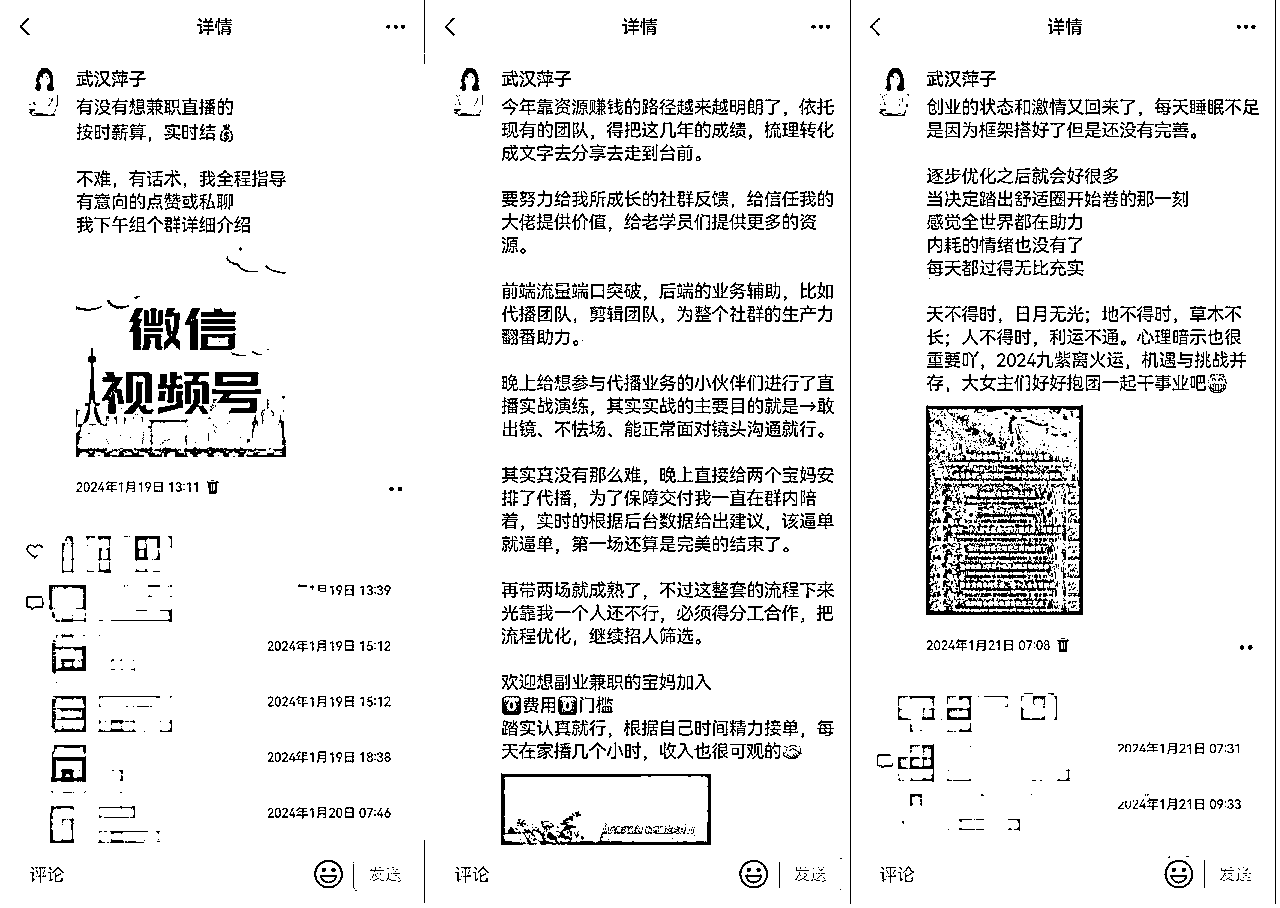 详情
武汉萍子
有没有想兼职直播的
按时薪算，实时结💰
不难，有话术，我全程指导
有意向的点赞或私聊
我下午组个群详细介绍
微信
视频号
2024年1月19日 13:11
月19日 13:39
2024年1月19日 15:12
2024年1月19日 15:12
2024年1月19日 18:38
2024年1月20日 07:46
评论
发送
详情
武汉萍子
今年靠资源赚钱的路径越来越明朗了，依托
现有的团队，得把这几年的成绩，梳理转化
成文字去分享去走到台前。
要努力给我所成长的社群反馈，给信任我的
大佬提供价值，给老学员们提供更多的资
源。
前端流量端口突破，后端的业务辅助，比如
代播团队，剪辑团队，为整个社群的生产力
翻番助力。
晚上给想参与代播业务的小伙伴们进行了直
播实战演练，其实实战的主要目的就是→敢
出镜、不怯场、能正常面对镜头沟通就行。
其实真没有那么难，晚上直接给两个宝妈安
排了代播，为了保障交付我一直在群内陪
着，实时的根据后台数据给出建议，该逼单
就逼单，第一场还算是完美的结束了。
再带两场就成熟了，不过这整套的流程下来
光靠我一个人还不行，必须得分工合作，把
流程优化，继续招人筛选。
欢迎想副业兼职的宝妈加入
费用门槛
踏实认真就行，根据自己时间精力接单，每
天在家播几个小时，收入也很可观的
评论
发送
详情
武汉萍子
创业的状态和激情又回来了，每天睡眠不足
是因为框架搭好了但是还没有完善。
逐步优化之后就会好很多
当决定踏出舒适圈开始卷的那一刻
感觉全世界都在助力
内耗的情绪也没有了
每天都过得无比充实
天不得时，日月无光；地不得时，草木不
长；人不得时，利运不通。心理暗示也很
重要吖，2024九紫离火运，机遇与挑战并
存，大女主们好好抱团一起干事业吧😁
2024年1月21日 07:08
2024年1月21日 07:31
2024年1月21日 09:33
评论
发送